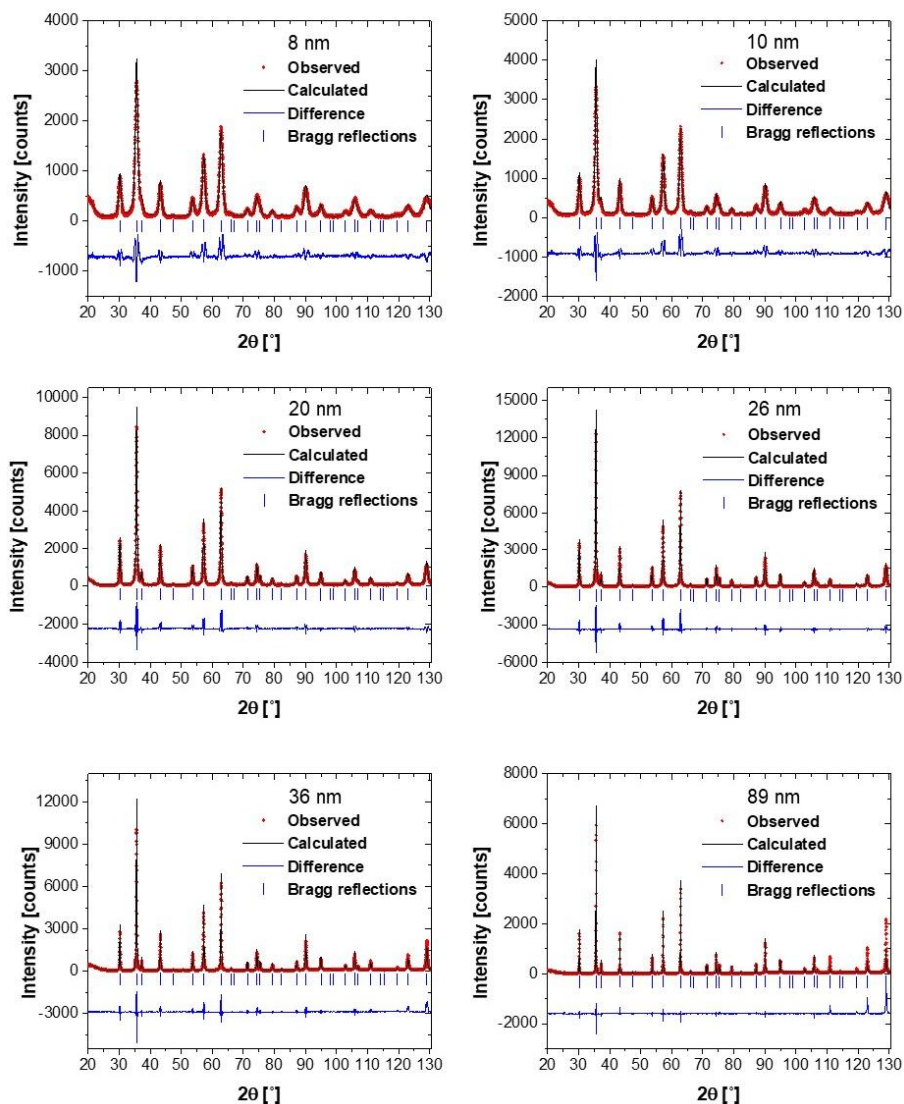 8 nm
Observed
Calculated
Difference
Bragg reflections
4000
3000
2000
1000
0
-1000
Intensity [counts]
20 30 40 50 60 70 80 90 100 110 120 130
2θ [°]
10 nm
Observed
Calculated
Difference
Bragg reflections
5000
4000
3000
2000
1000
0
-1000
-2000
Intensity [counts]
20 30 40 50 60 70 80 90 100 110 120 130
2θ [°]
20 nm
Observed
Calculated
Difference
Bragg reflections
10000
8000
6000
4000
2000
0
-2000
-4000
Intensity [counts]
20 30 40 50 60 70 80 90 100 110 120 130
2θ [°]
26 nm
Observed
Calculated
Difference
Bragg reflections
15000
12000
9000
6000
3000
0
-3000
-6000
Intensity [counts]
20 30 40 50 60 70 80 90 100 110 120 130
2θ [°]
36 nm
Observed
Calculated
Difference
Bragg reflections
12000
9000
6000
3000
0
-3000
Intensity [counts]
20 30 40 50 60 70 80 90 100 110 120 130
2θ [°]
89 nm
Observed
Calculated
Difference
Bragg reflections
8000
6000
4000
2000
0
-2000
Intensity [counts]
20 30 40 50 60 70 80 90 100 110 120 130
2θ [°]